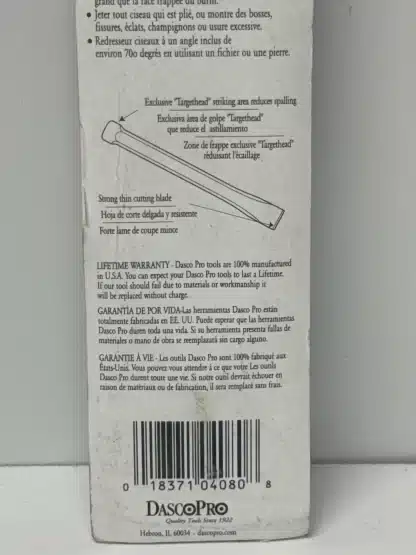 grand que la face frappée du burin.
• Jeter tout ciseau qui est plié, ou montre des bosses,
fissures, éclats, champignons ou usure excessive.
• Redresseur ciseaux à un angle inclus de
environ 70o degrés en utilisant un fichier ou une pierre.
Exclusive "Targethead" striking area reduces spalling
Exclusiva área de golpe "Targethead"
que reduce el astillamiento
Zone de frappe exclusive "Targethead"
réduisant l'écaillage
Strong thin cutting blade
Hoja de corte delgada y resistente
Forte lame de coupe mince
LIFETIME WARRANTY - Dasco Pro tools are 100% manufactured
in U.S.A. You can expect your Dasco Pro tools to last a Lifetime.
If our tool should fail due to materials or workmanship it
will be replaced without charge.
GARANTÍA DE POR VIDA-Las herramientas Dasco Pro están
totalmente fabricadas en EE. UU. Puede esperar que las herramientas
Dasco Pro duren toda una vida. Si su herramienta presenta fallas de
materiales o mano de obra se reemplazará sin cargo alguno.
GARANTIE À VIE - Les outils Dasco Pro sont 100% fabriqué aux
États-Unis. Vous pouvez vous attendre à ce que votre Les outils
Dasco Pro durent toute une vie. Si notre outil devrait échouer en
raison de matériaux ou de fabrication, il sera remplacé sans frais.
0 18371 04080 8
DASCOPRO
Quality Tools Since 1922
Hebron, IL 60034 - dascopro.com